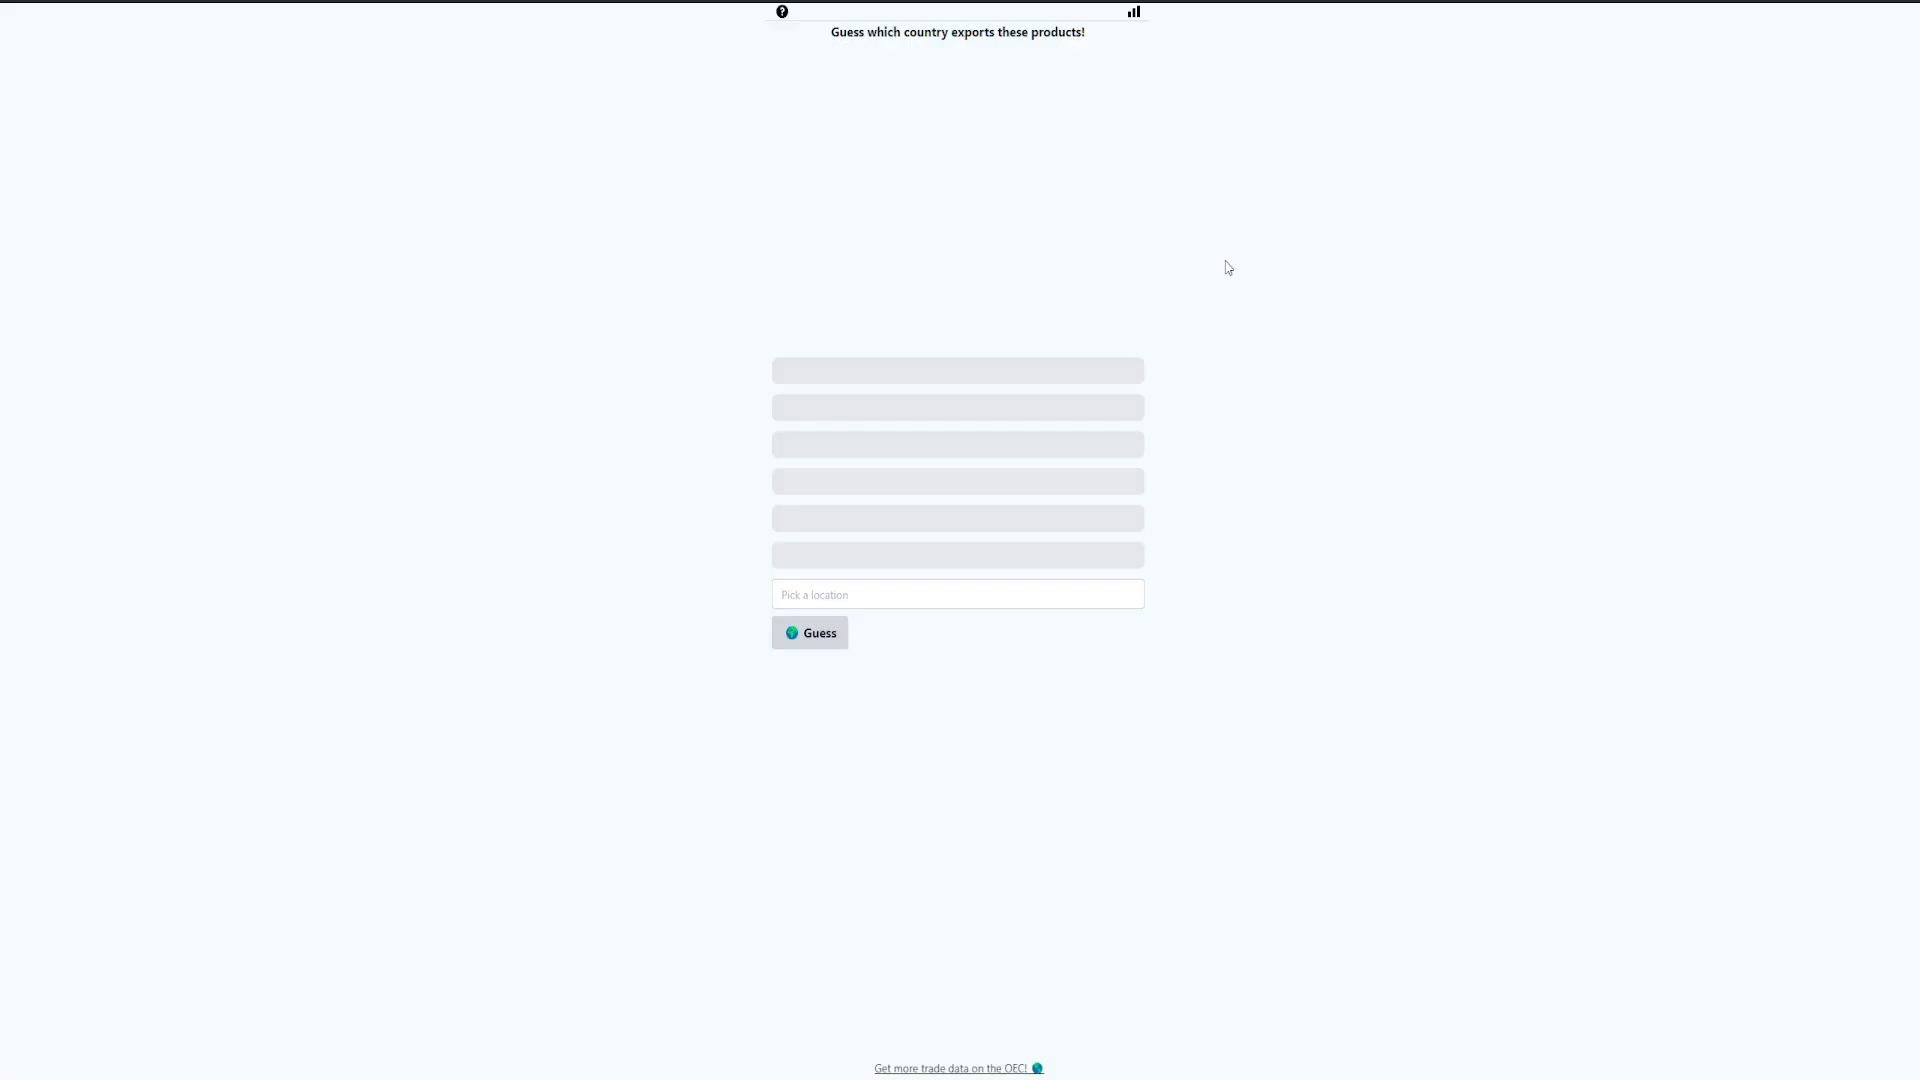 Guess which country exports these products!
Pick a location
Guess
Get more trade data on the OEC!